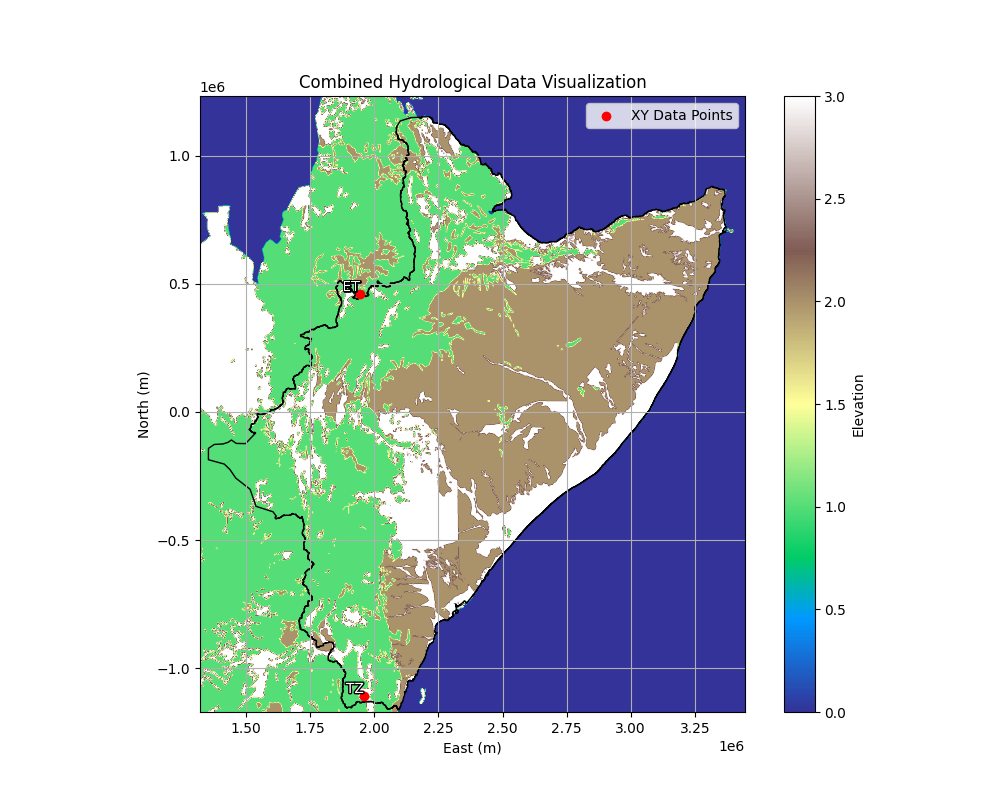 Combined Hydrological Data Visualization
1e6
XY Data Points
1.0
0.5
0.0
−0.5
−1.0
North (m)
ET
TZ
1.50
1.75
2.00
2.25
2.50
2.75
3.00
3.25
1e6
East (m)
3.0
2.5
2.0
1.5
1.0
0.5
0.0
Elevation